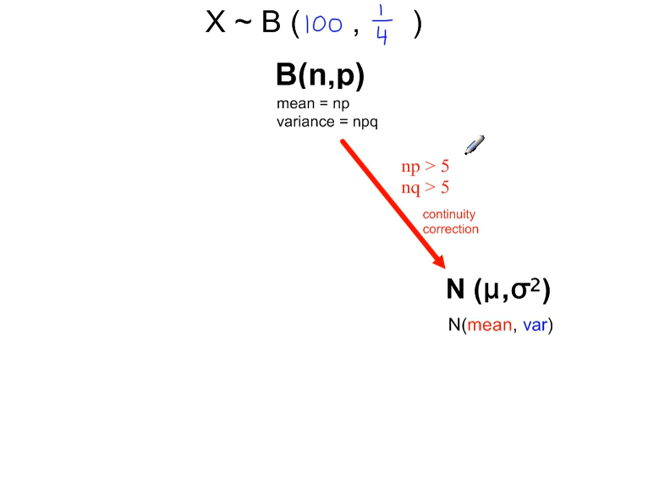 X ~ B ( 100 , 1/4 )
B(n,p)
mean = np
variance = npq
np > 5
nq > 5
continuity
correction
N (μ,σ²)
N(mean, var)